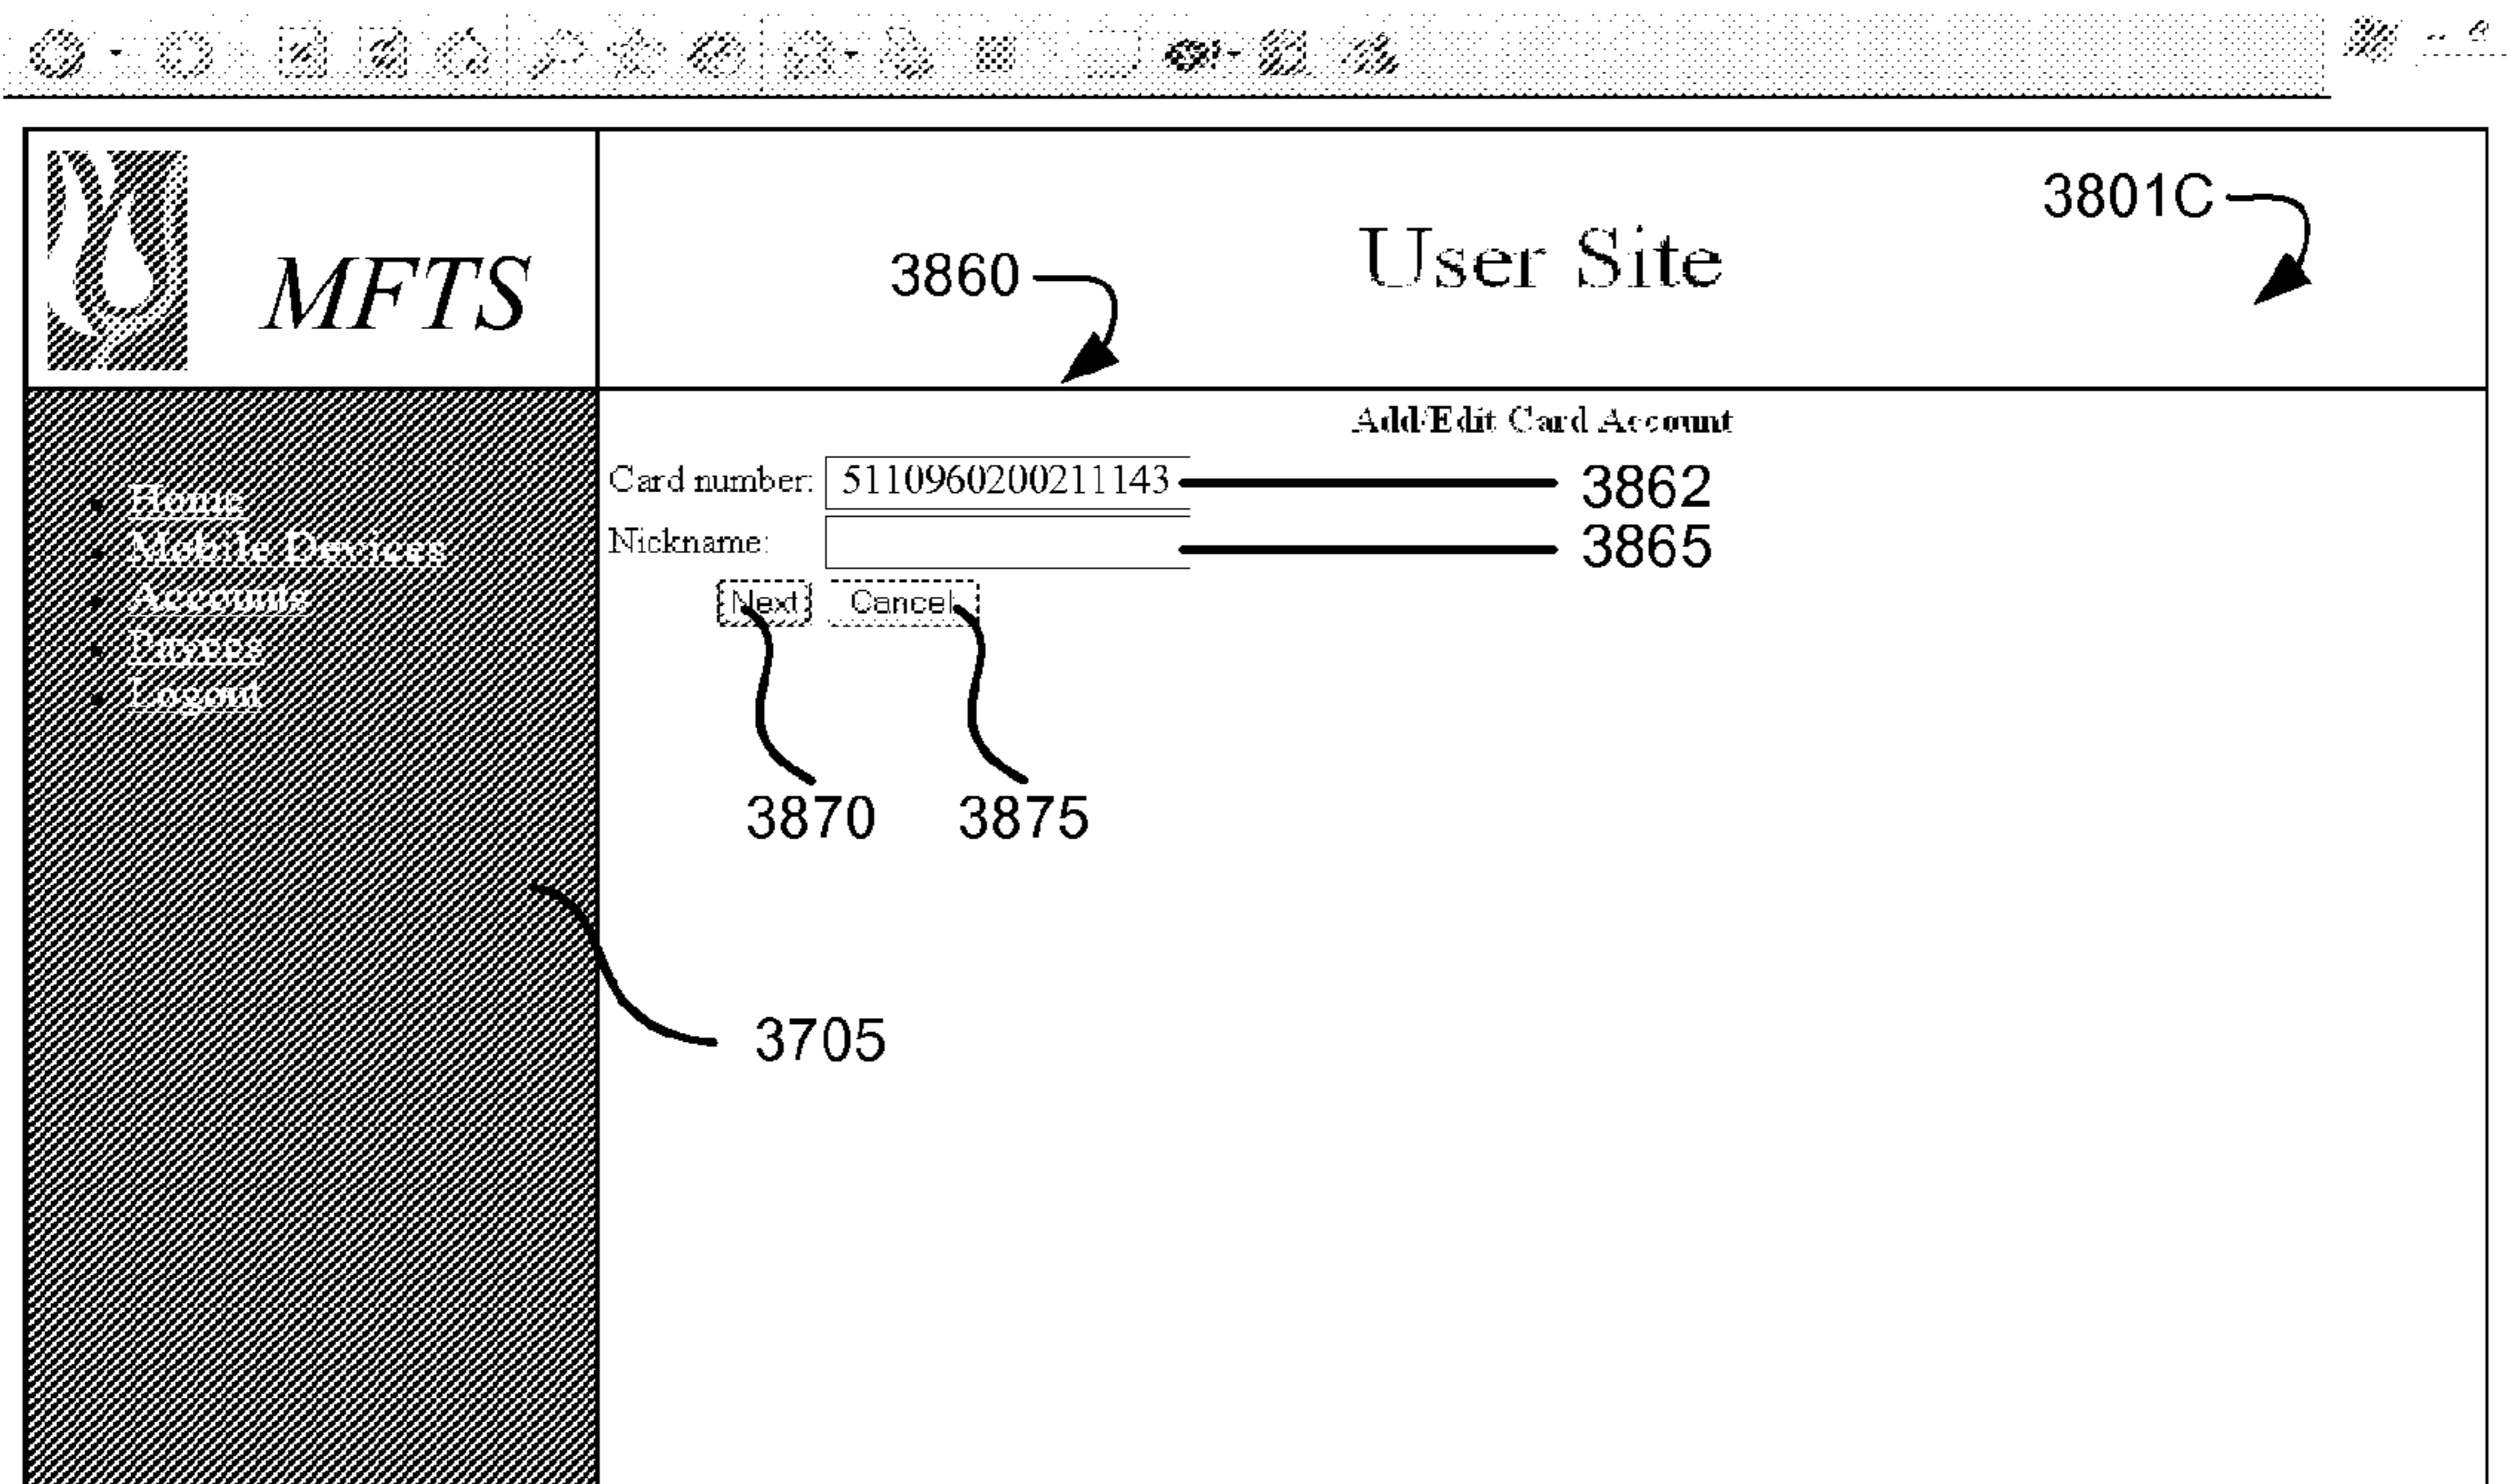 3801C
User Site
3860
MFTS
Add/Edit Card Account
Card number: 5110960200211143 3862
Home
Nickname: 3865
Mobile Devices
Accounts
Next Cancel
Payees
Logout
3870 3875
3705